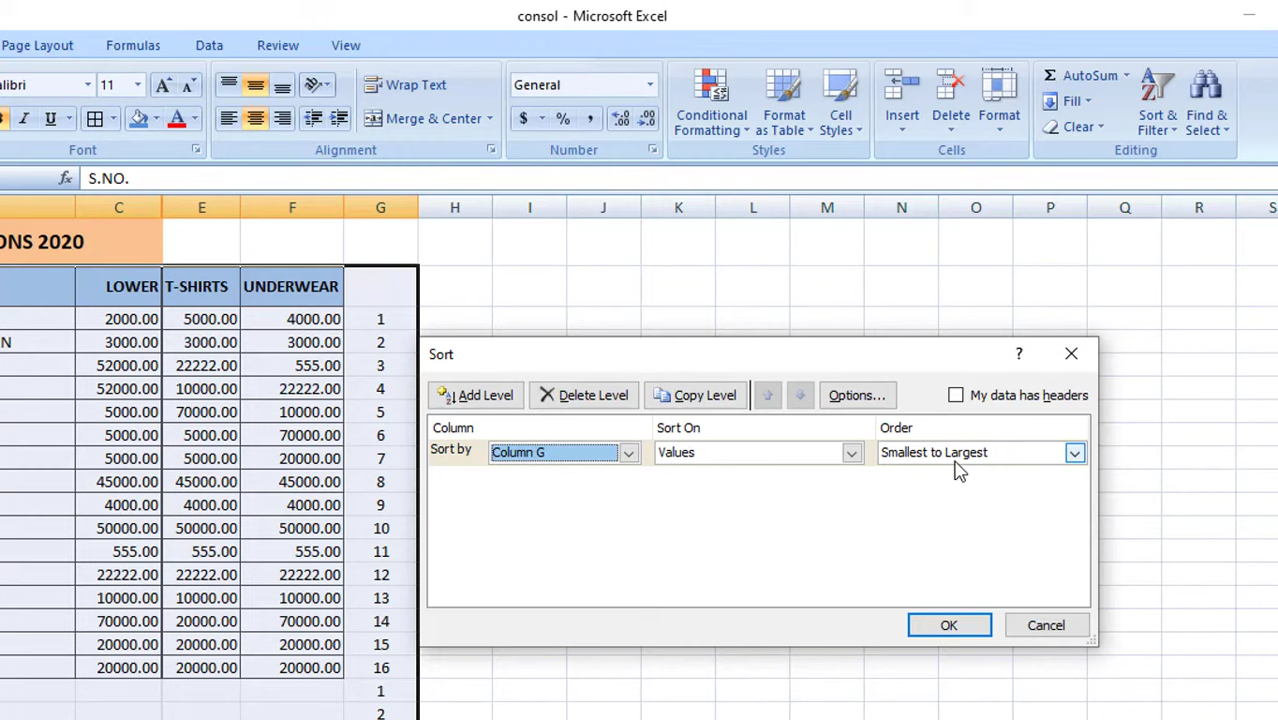 consol - Microsoft Excel
Page Layout Formulas Data Review View
alibri 11 Wrap Text General Conditional Formatting Format as Table Cell Styles Insert Delete Format Σ AutoSum Fill Clear Sort & Filter Find & Select
B I U A Merge & Center $ % ,
Font Alignment Number Styles Cells Editing
fx S.NO.
C E F G H I J K L M N O P Q R S
ONS 2020
LOWER T-SHIRTS UNDERWEAR
2000.00 5000.00 4000.00 1
N 3000.00 3000.00 3000.00 2
52000.00 22222.00 555.00 3
52000.00 10000.00 22222.00 4
5000.00 70000.00 10000.00 5
5000.00 5000.00 70000.00 6
5000.00 7000.00 20000.00 7
45000.00 45000.00 45000.00 8
4000.00 4000.00 4000.00 9
50000.00 50000.00 50000.00 10
555.00 555.00 555.00 11
22222.00 22222.00 22222.00 12
10000.00 10000.00 10000.00 13
70000.00 20000.00 70000.00 14
20000.00 20000.00 20000.00 15
20000.00 20000.00 20000.00 16
1
2
Sort ?
Add Level Delete Level Copy Level Options... My data has headers
Column Sort On Order
Sort by Column G Values Smallest to Largest
OK Cancel